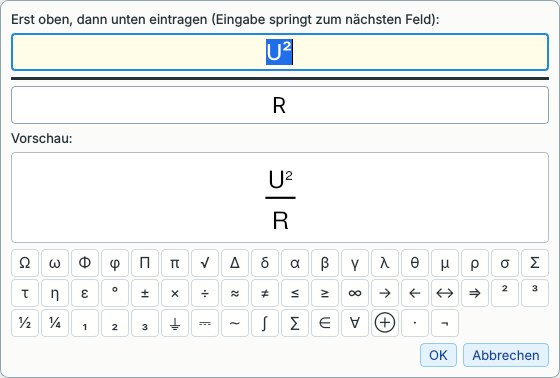 Erst oben, dann unten eintragen (Eingabe springt zum nächsten Feld):
U²
R
Vorschau:
U²
R
Ω ω Φ φ Π π √ Δ δ α β γ λ θ μ ρ σ Σ
τ η ε ° ± × ÷ ≈ ≠ ≤ ≥ ∞ → ← ↔ ⇒ ² ³
½ ¼ ₁ ₂ ₃ ⏚ ⎓ ∼ ∫ ∑ ∈ ∀ ⊕ · ¬
OK Abbrechen